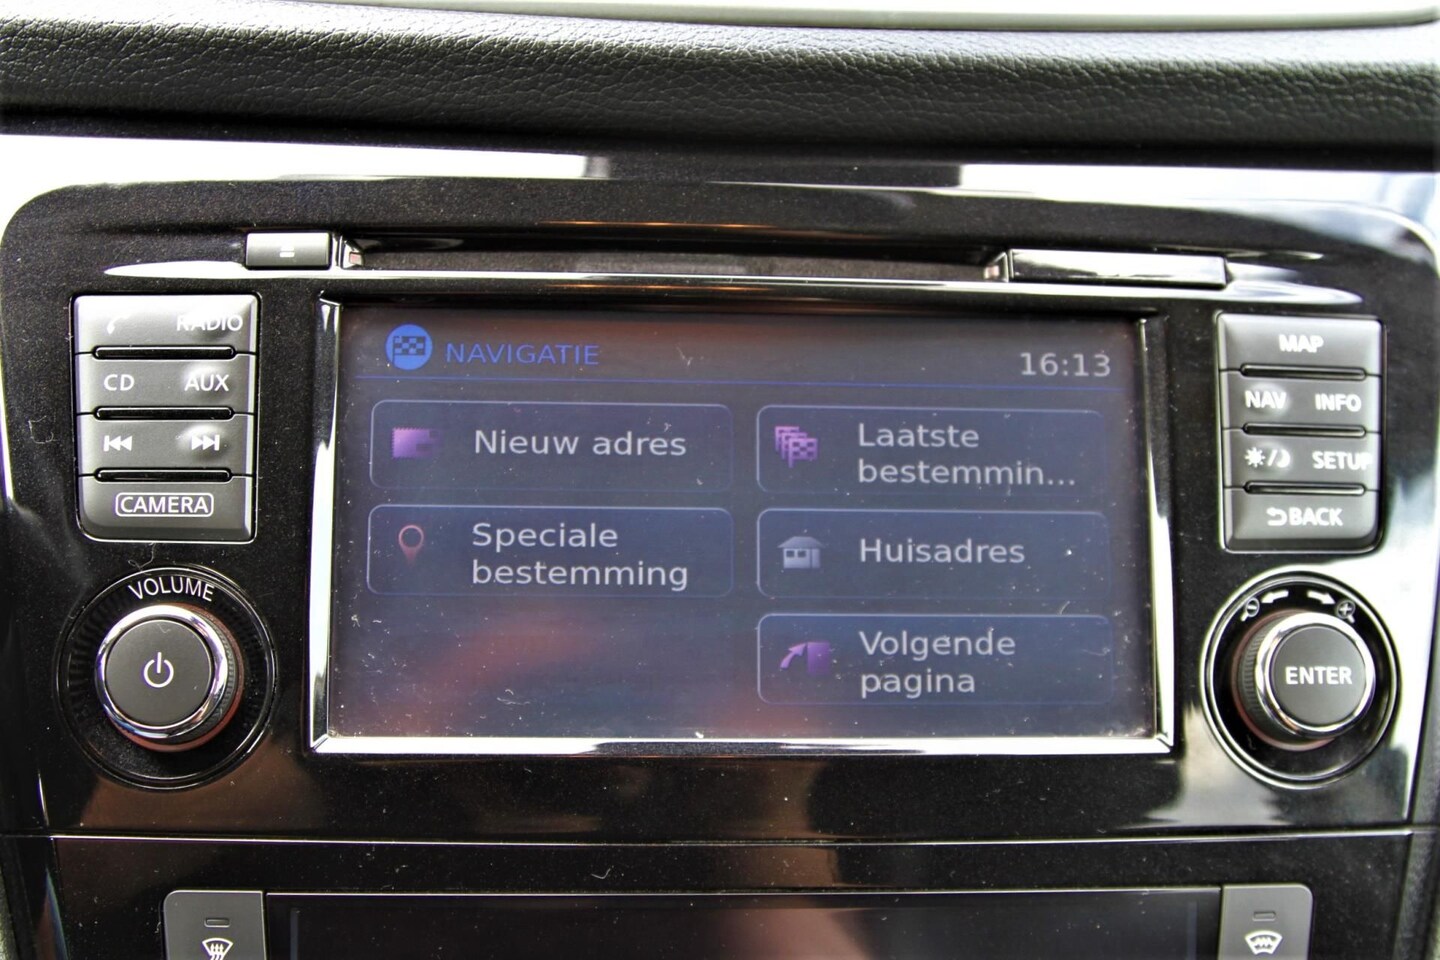 RADIO
CD AUX
CAMERA
VOLUME
NAVIGATIE
16:13
Nieuw adres
Laatste
bestemmin...
Speciale
bestemming
Huisadres
Volgende
pagina
MAP
NAV INFO
SETUP
BACK
ENTER